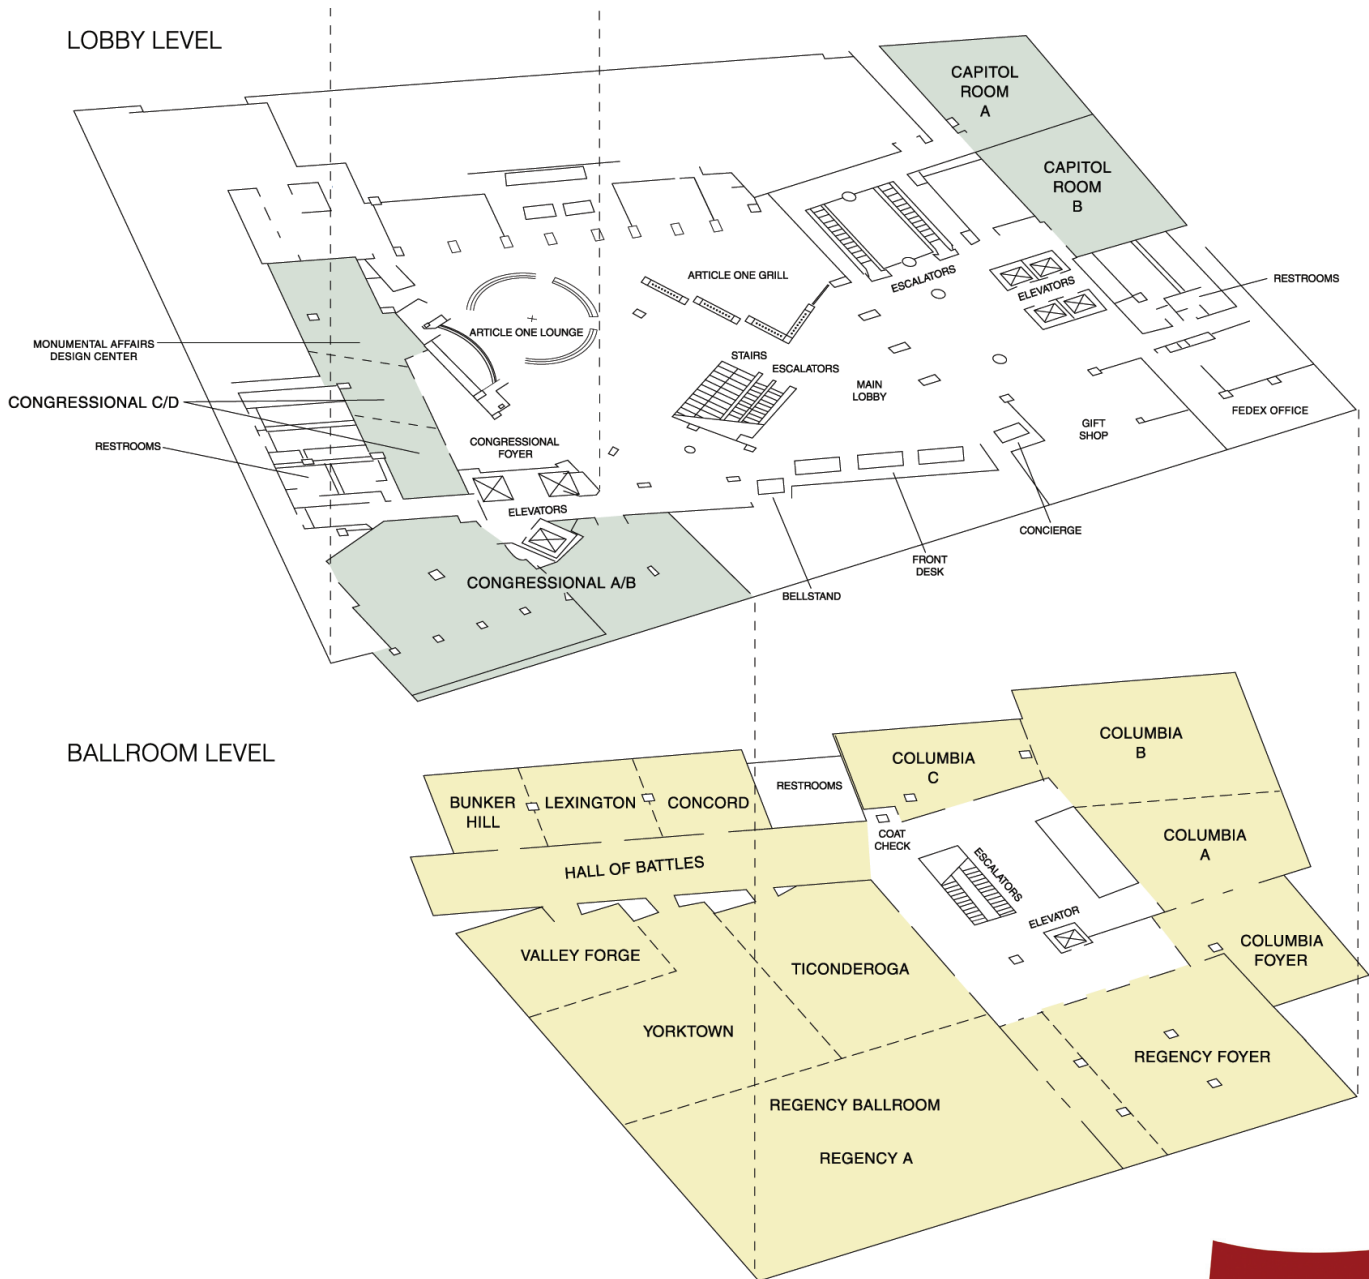 LOBBY LEVEL
CAPITOL
ROOM
A
CAPITOL
ROOM
B
ARTICLE ONE GRILL
ESCALATORS
ELEVATORS
RESTROOMS
ARTICLE ONE LOUNGE
MONUMENTAL AFFAIRS
DESIGN CENTER
STAIRS
ESCALATORS
MAIN
LOBBY
CONGRESSIONAL C/D
FEDEX OFFICE
GIFT
SHOP
RESTROOMS
CONGRESSIONAL
FOYER
ELEVATORS
CONCIERGE
FRONT
DESK
CONGRESSIONAL A/B
BELLSTAND
BALLROOM LEVEL
COLUMBIA
B
COLUMBIA
C
RESTROOMS
BUNKER
HILL
LEXINGTON
CONCORD
COAT
CHECK
COLUMBIA
A
HALL OF BATTLES
ESCALATORS
ELEVATOR
COLUMBIA
FOYER
VALLEY FORGE
TICONDEROGA
YORKTOWN
REGENCY FOYER
REGENCY BALLROOM
REGENCY A